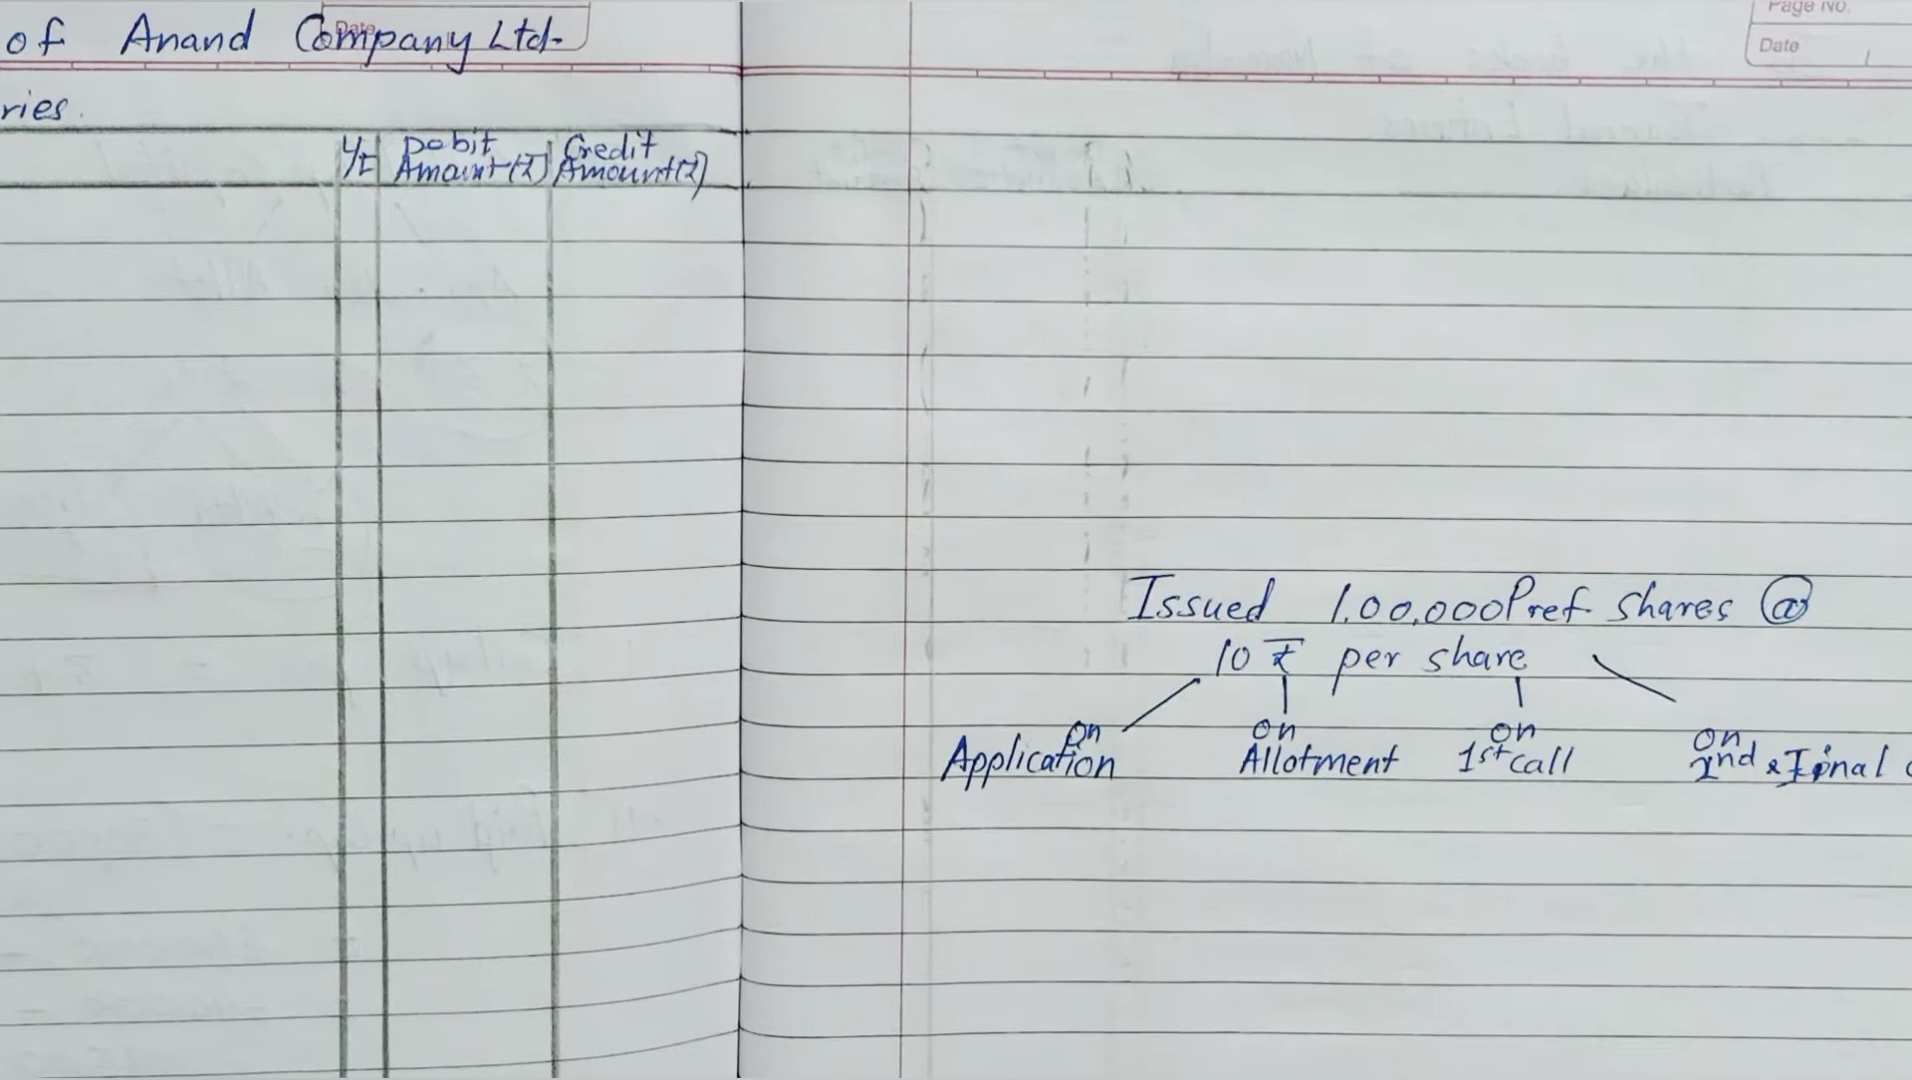 of Anand Company Ltd-
Date
ries.
Debit Credit
Amount(₹) Amount(₹)
Page No.
Date
Issued 1,00,000 Pref shares @
10 ₹ per share
on on on on
Application Allotment 1st call 2nd & Final